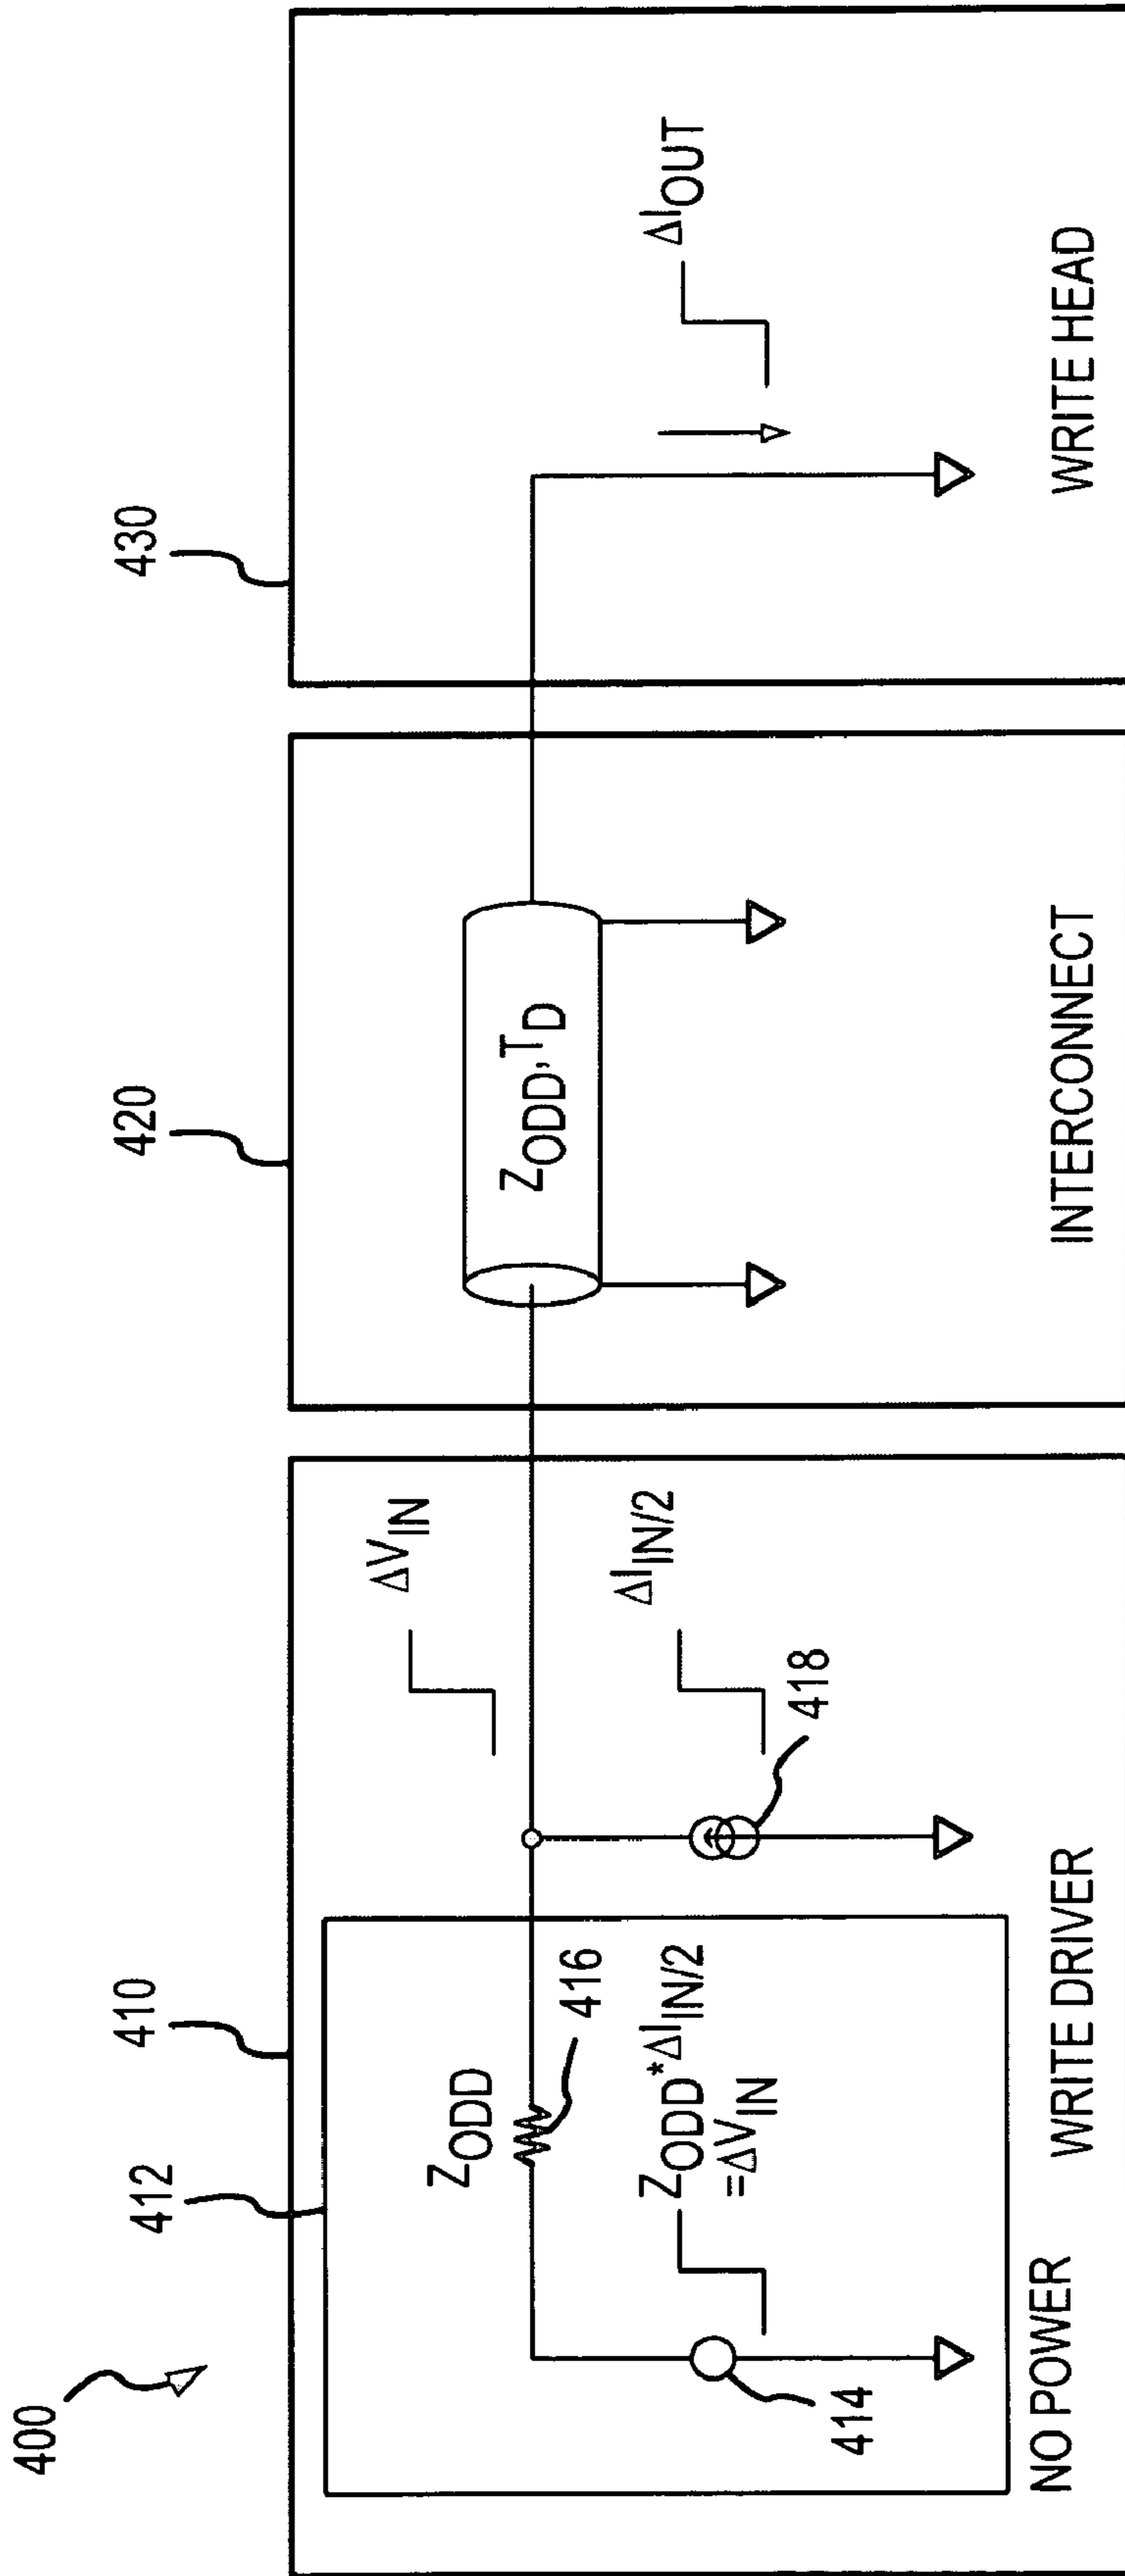 400
410
412
Z_ODD
416
Z_ODD*ΔI_IN/2
=ΔV_IN
414
NO POWER
WRITE DRIVER
ΔV_IN
ΔI_IN/2
418
420
Z_ODD,T_D
INTERCONNECT
430
ΔI_OUT
WRITE HEAD